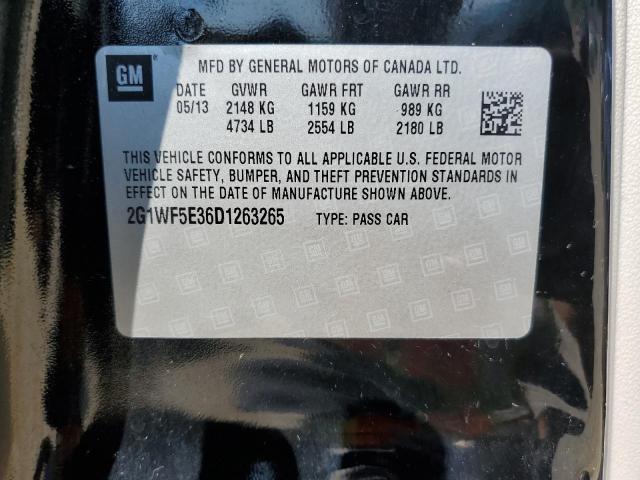 GM
MFD BY GENERAL MOTORS OF CANADA LTD.
DATE GVWR GAWR FRT GAWR RR
05/13 2148 KG 1159 KG 989 KG
4734 LB 2554 LB 2180 LB
THIS VEHICLE CONFORMS TO ALL APPLICABLE U.S. FEDERAL MOTOR
VEHICLE SAFETY, BUMPER, AND THEFT PREVENTION STANDARDS IN
EFFECT ON THE DATE OF MANUFACTURE SHOWN ABOVE.
2G1WF5E36D1263265 TYPE: PASS CAR